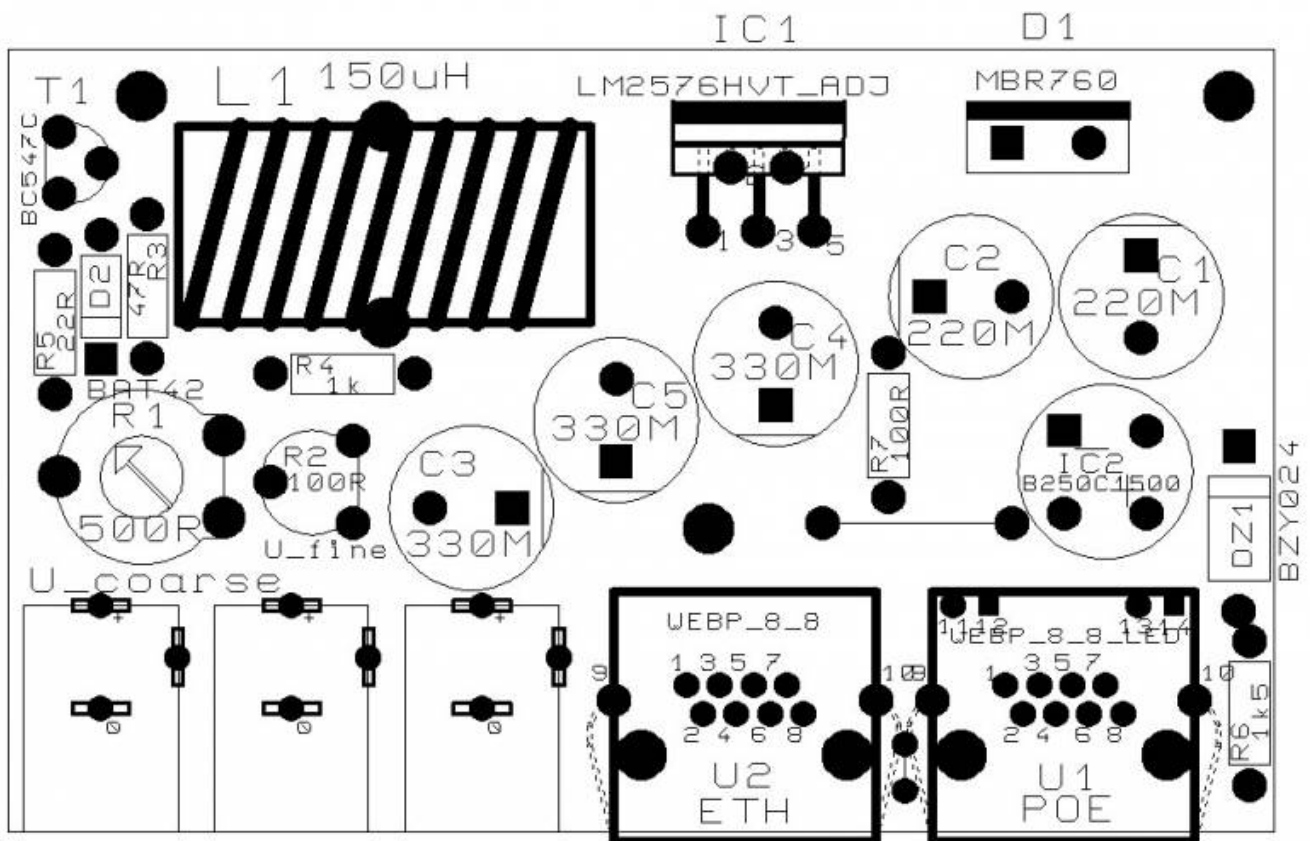 IC1
D1
T1
L1
150uH
LM2576HVT_ADJ
MBR760
BC547C
1
3
5
R5
22R
D2
47R
R3
BAT42
R4
1k
C2
220M
C1
220M
C4
330M
C5
330M
R1
500R
U_coarse
R2
100R
U_fine
C3
330M
R7
100R
IC2
B250C1500
DZ1
BZY024
+
0
+
0
+
0
WEBP_8_8
1 3 5 7
9
10
2 4 6 8
U2
ETH
11 12
13 14
WEBP_8_8_LED
1 3 5 7
9
10
2 4 6 8
U1
POE
R6
1k5